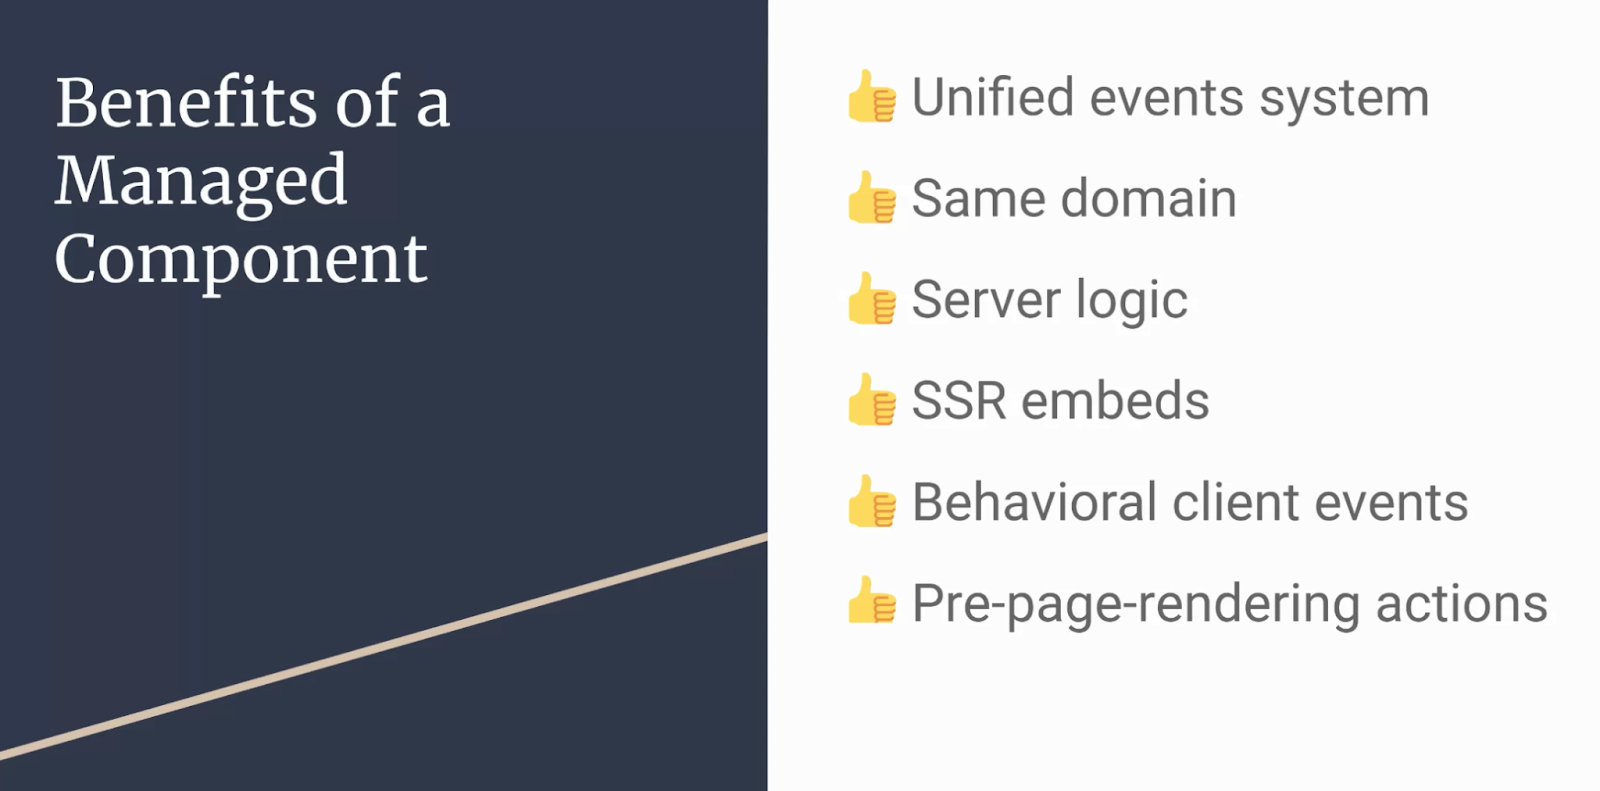 Benefits of a
Managed
Component
👍 Unified events system
👍 Same domain
👍 Server logic
👍 SSR embeds
👍 Behavioral client events
👍 Pre-page-rendering actions